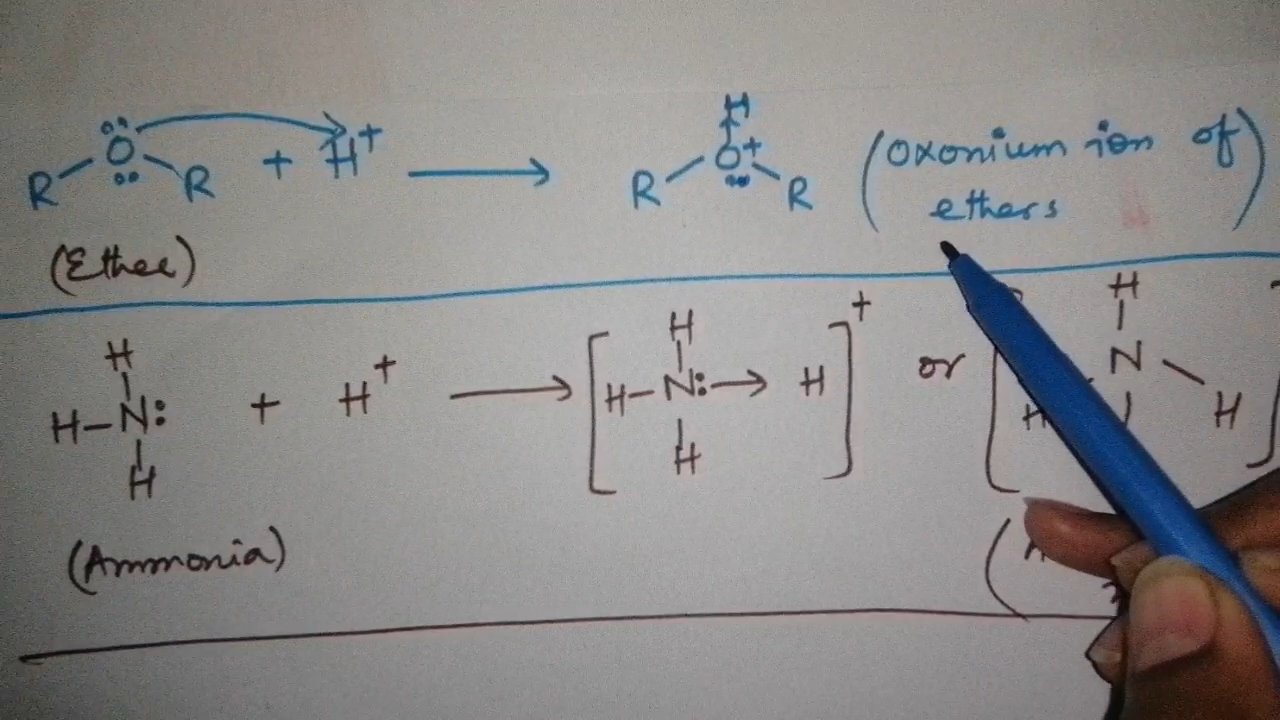 R O R + H+ → R O+ R H (Oxonium ion of
ethers)
(Ether)
H H–N: H + H+ → [H H–N:→H H]+ or [H N H H
(Ammonia)